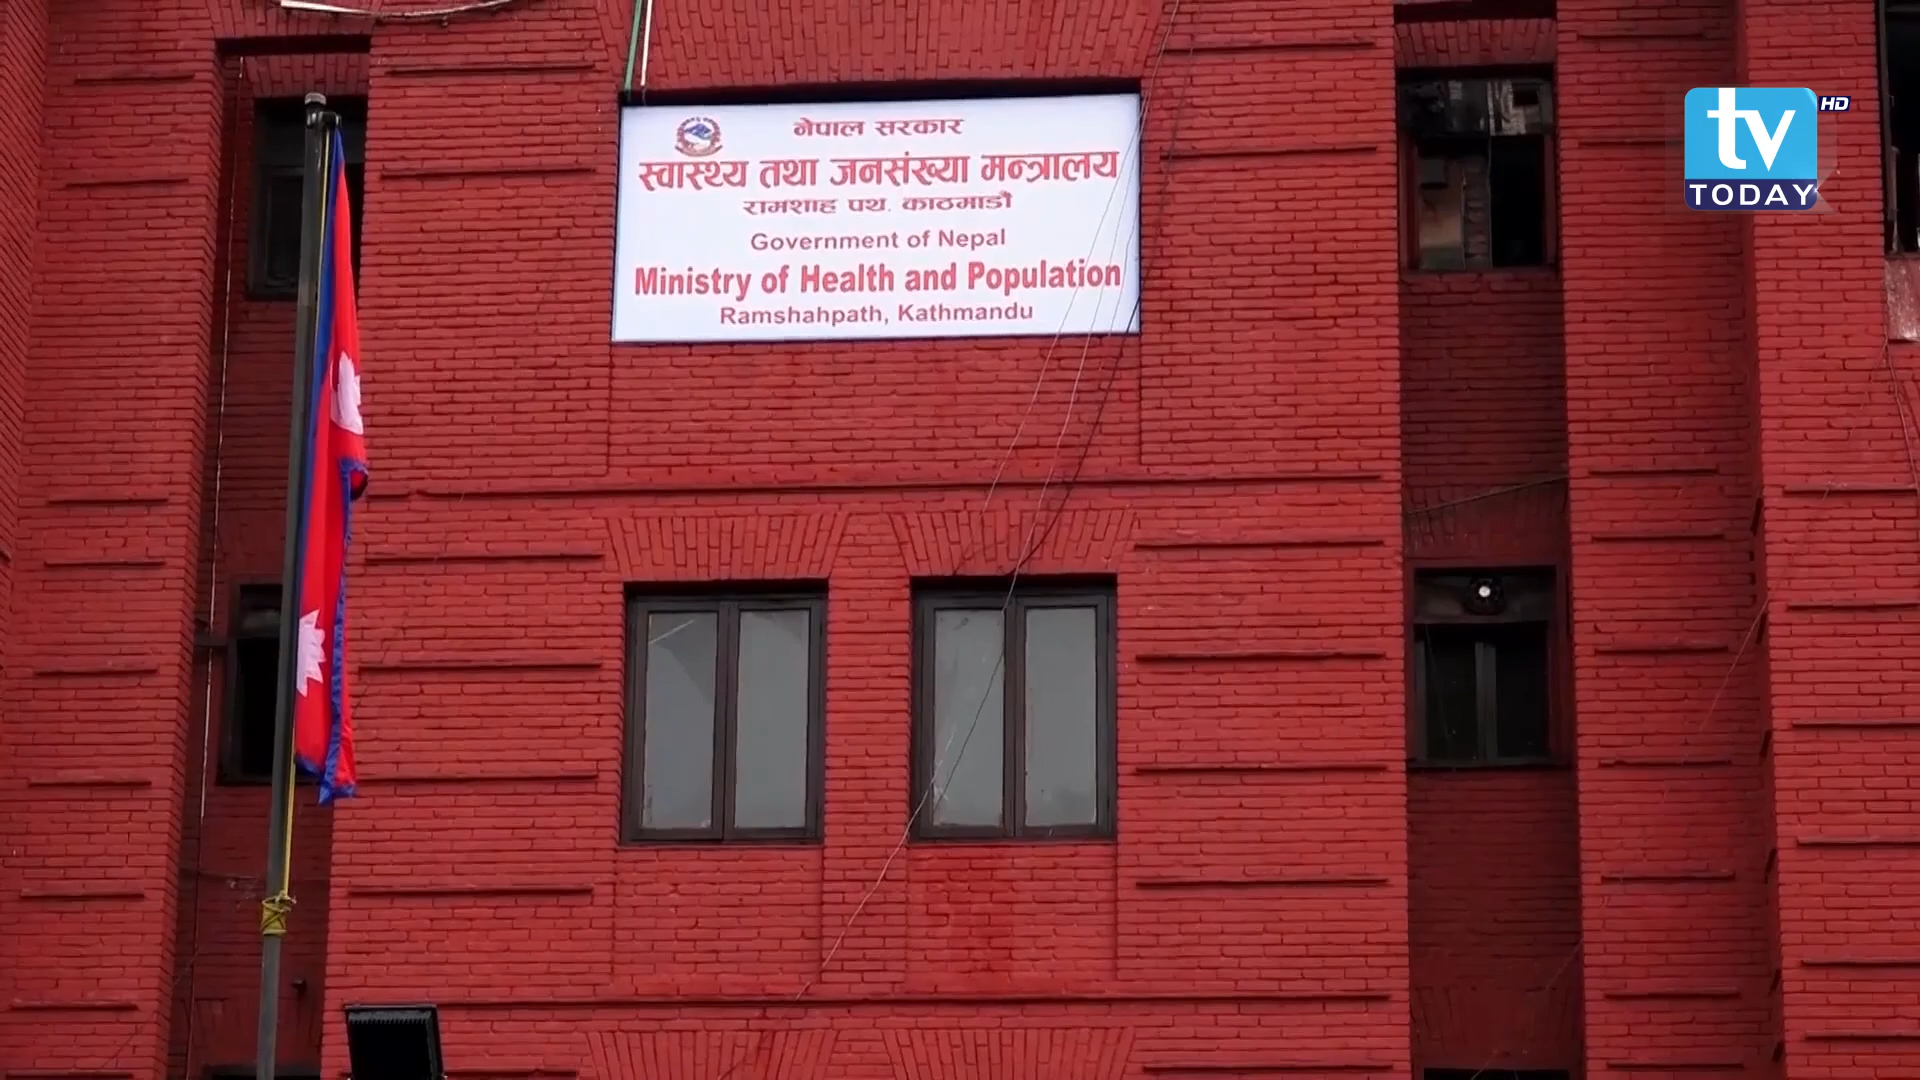 नेपाल सरकार
स्वास्थ्य तथा जनसंख्या मन्त्रालय
रामशाह पथ, काठमाडौं
Government of Nepal
Ministry of Health and Population
Ramshahpath, Kathmandu
tv HD
TODAY